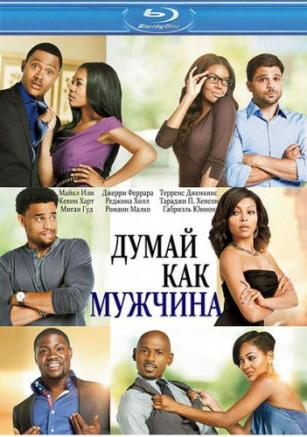 Blu-ray Disc
Майкл Или Джерри Феррара Терренс Дженкинс
Кевин Харт Реджина Холл Тараджи П. Хенсон
Миган Гуд Романи Малко Габриэль Юнион
ДУМАЙ
КАК
МУЖЧИНА